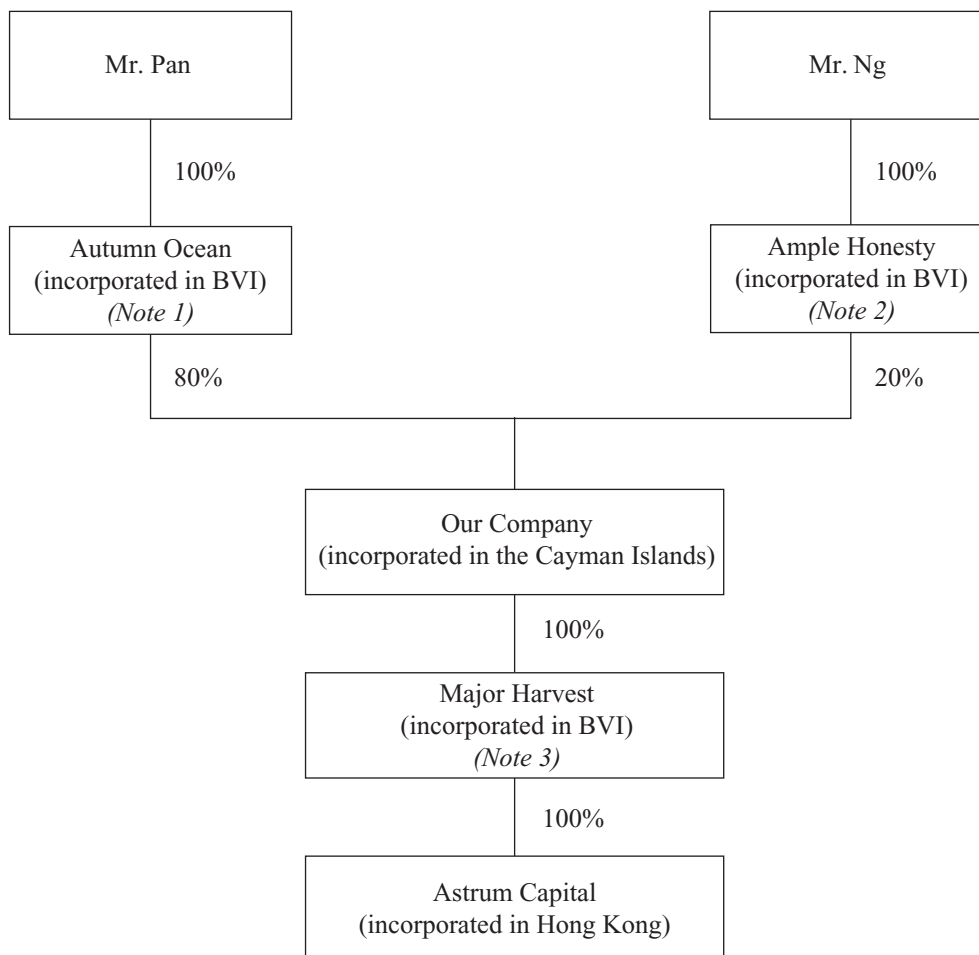 Mr. Pan
Mr. Ng
100%
100%
Autumn Ocean
(incorporated in BVI)
(Note 1)
Ample Honesty
(incorporated in BVI)
(Note 2)
80%
20%
Our Company
(incorporated in the Cayman Islands)
100%
Major Harvest
(incorporated in BVI)
(Note 3)
100%
Astrum Capital
(incorporated in Hong Kong)